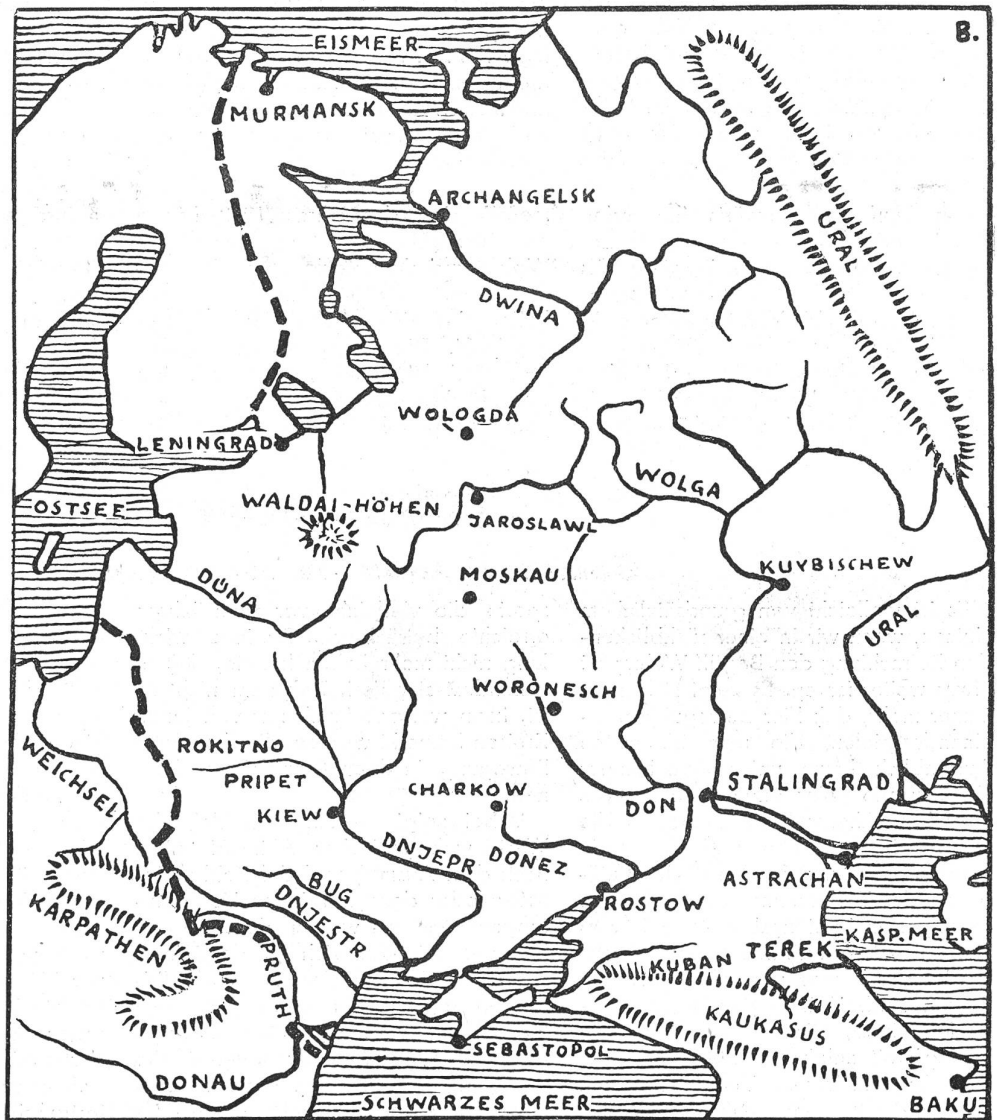 B.
EISMEER
MURMANSK
ARCHANGELSK
URAL
DWINA
WOLOGDA
LENINGRAD
WOLGA
OSTSEE
WALDAI-HÖHEN
JAROSLAWL
KUYBISCHEW
MOSKAU
DÜNA
URAL
WORONESCH
ROKITNO
WEICHSEL
PRIPET
CHARKOW
STALINGRAD
DON
KIEW
DNJEPR
DONEZ
ASTRACHAN
BUG
ROSTOW
DNJESTR
KARPATHEN
KASP. MEER
PRUTH
KUBAN
TEREK
KAUKASUS
SEBASTOPOL
DONAU
SCHWARZES MEER
BAKU